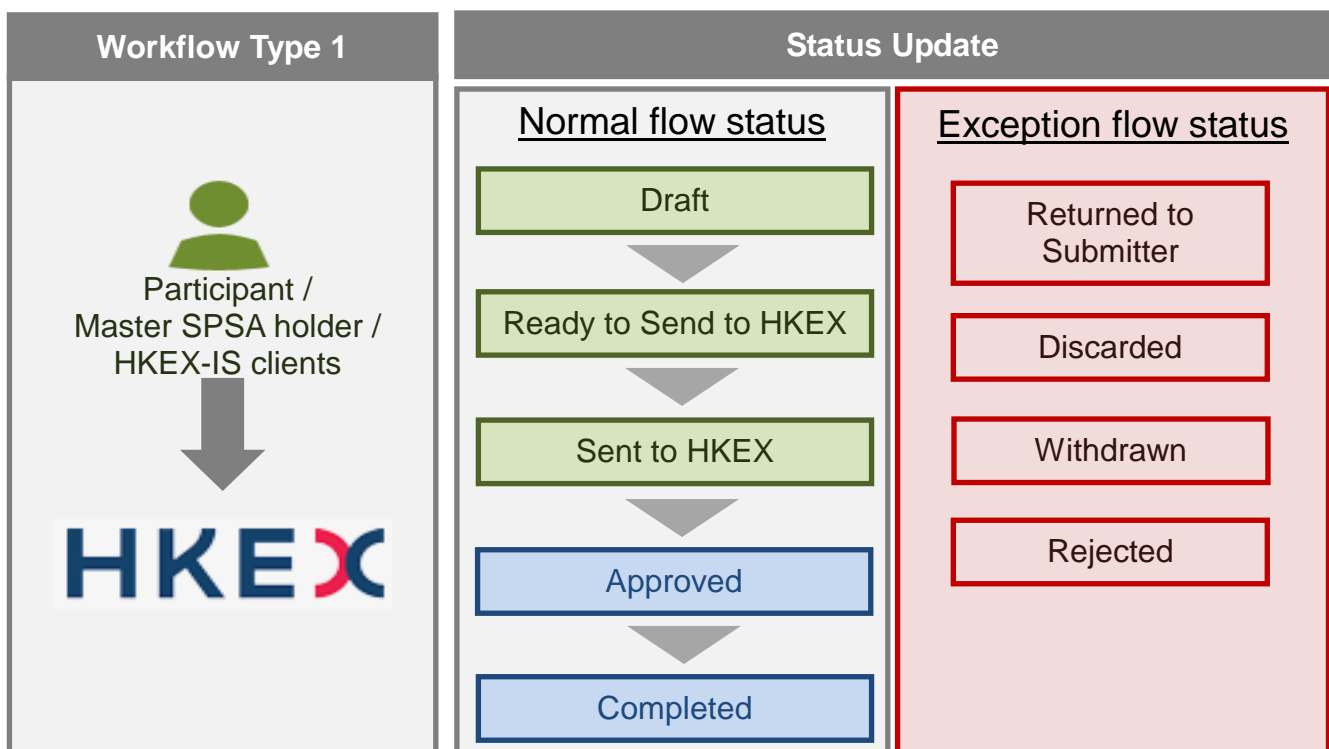 Workflow Type 1
Participant /
Master SPSA holder /
HKEX-IS clients
HKEX
Status Update
Normal flow status
Draft
Ready to Send to HKEX
Sent to HKEX
Approved
Completed
Exception flow status
Returned to
Submitter
Discarded
Withdrawn
Rejected